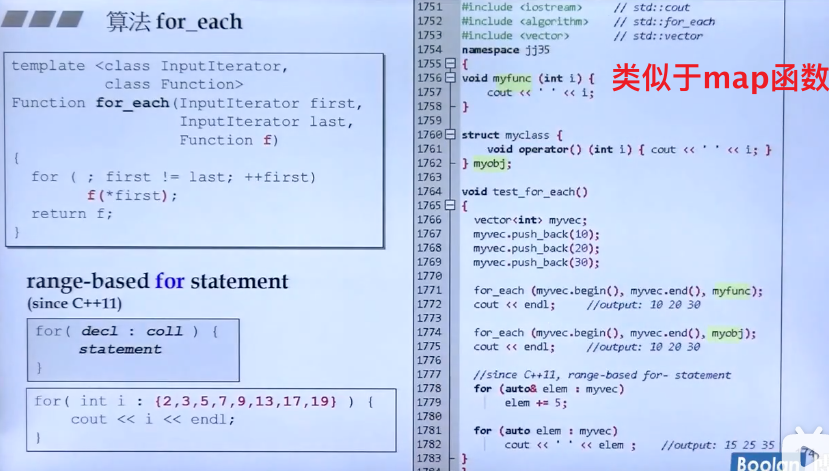 算法 for_each
template <class InputIterator,
class Function>
Function for_each(InputIterator first,
InputIterator last,
Function f)
{
for ( ; first != last; ++first)
f(*first);
return f;
}
range-based for statement
(since C++11)
for( decl : coll ) {
statement
}
for( int i : {2,3,5,7,9,13,17,19} ) {
cout << i << endl;
}
1751 #include <iostream> // std::cout
1752 #include <algorithm> // std::for_each
1753 #include <vector> // std::vector
1754 namespace jj35
1755 {
1756 void myfunc (int i) {
1757 cout << ' ' << i;
1758 }
类似于map函数
1759
1760 struct myclass {
1761 void operator() (int i) { cout << ' ' << i; }
1762 } myobj;
1763
1764 void test_for_each()
1765 {
1766 vector<int> myvec;
1767 myvec.push_back(10);
1768 myvec.push_back(20);
1769 myvec.push_back(30);
1770
1771 for_each (myvec.begin(), myvec.end(), myfunc);
1772 cout << endl; //output: 10 20 30
1773
1774 for_each (myvec.begin(), myvec.end(), myobj);
1775 cout << endl; //output: 10 20 30
1776
1777 //since C++11, range-based for- statement
1778 for (auto& elem : myvec)
1779 elem += 5;
1780
1781 for (auto elem : myvec)
1782 cout << ' ' << elem ; //output: 15 25 35
1783 }
Boolan